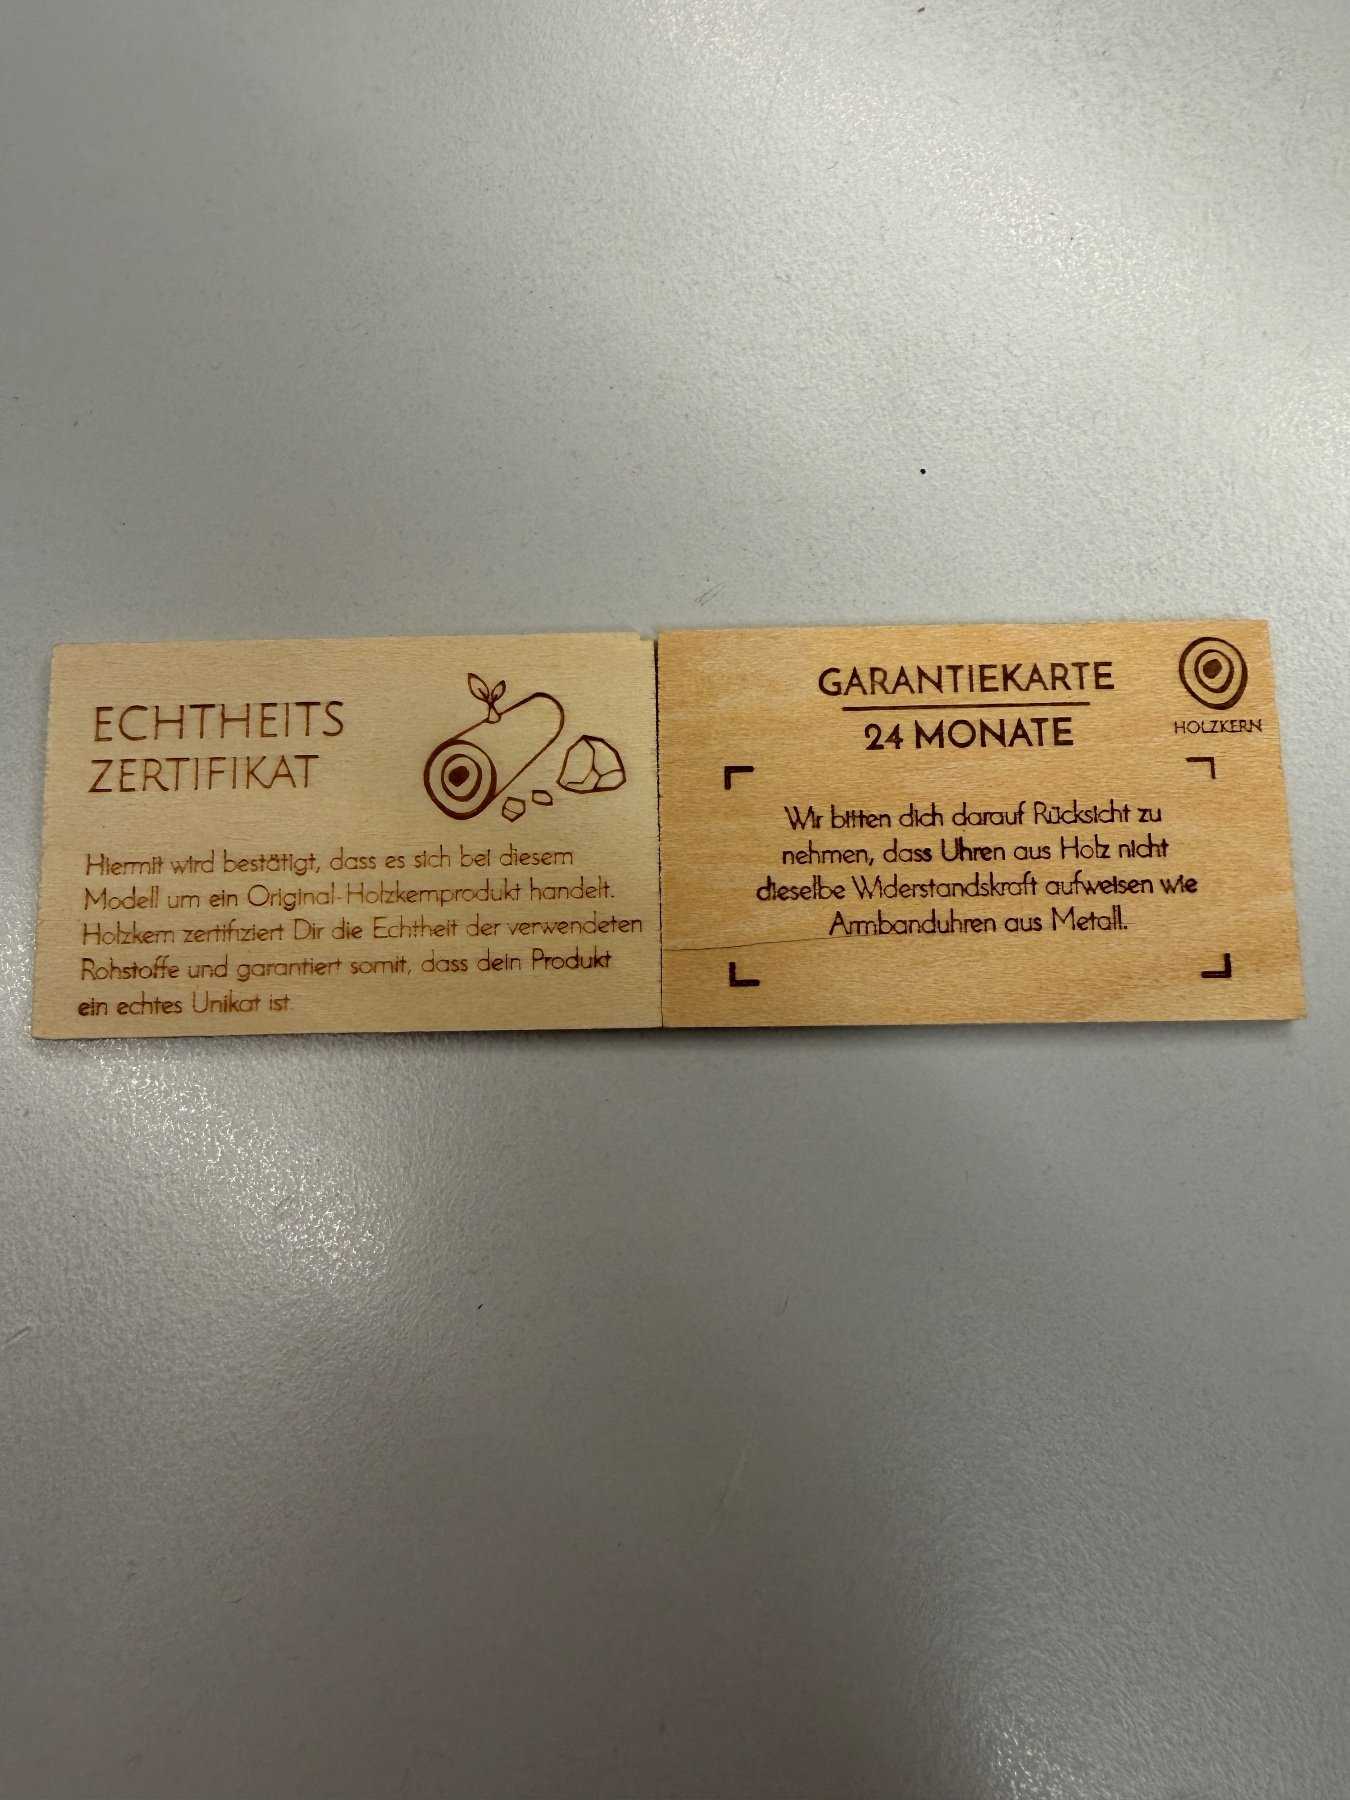 ECHTHEITS
ZERTIFIKAT
Hiermit wird bestätigt, dass es sich bei diesem
Modell um ein Original-Holzkernprodukt handelt.
Holzkern zertifiziert Dir die Echtheit der verwendeten
Rohstoffe und garantiert somit, dass dein Produkt
ein echtes Unikat ist.
GARANTIEKARTE
24 MONATE
HOLZKERN
Wir bitten dich darauf Rücksicht zu
nehmen, dass Uhren aus Holz nicht
dieselbe Widerstandskraft aufweisen wie
Armbanduhren aus Metall.